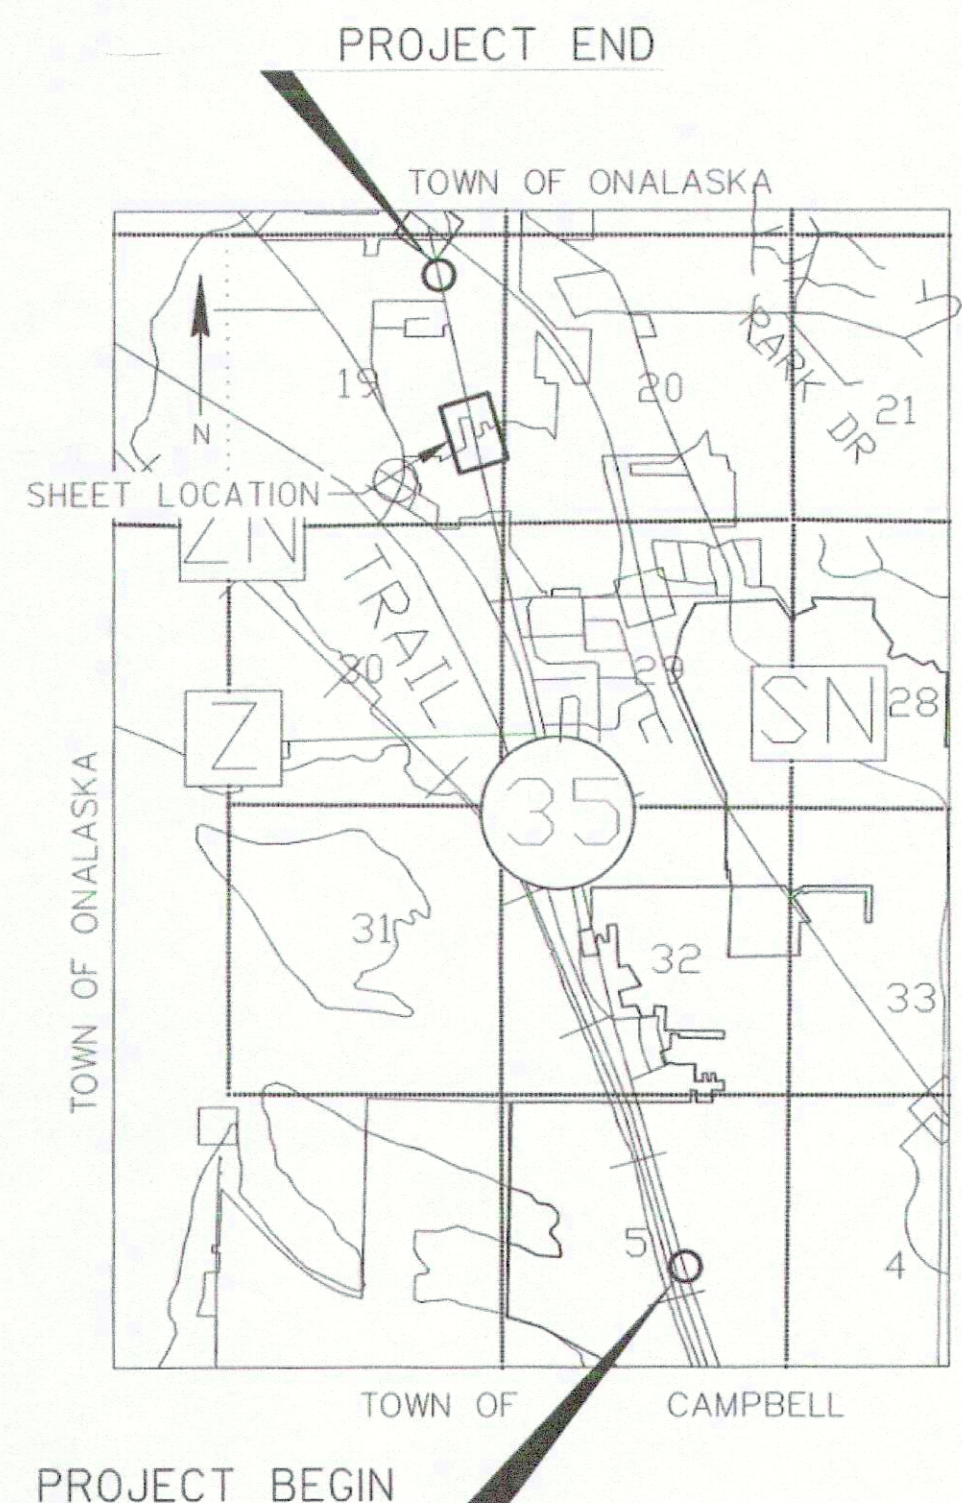 PROJECT END
TOWN OF ONALASKA
PARK DR
19
20
21
N
SHEET LOCATION
ZN
TRAIL
30
29
SN
28
Z
35
TOWN OF ONALASKA
31
32
33
5
4
TOWN OF CAMPBELL
PROJECT BEGIN